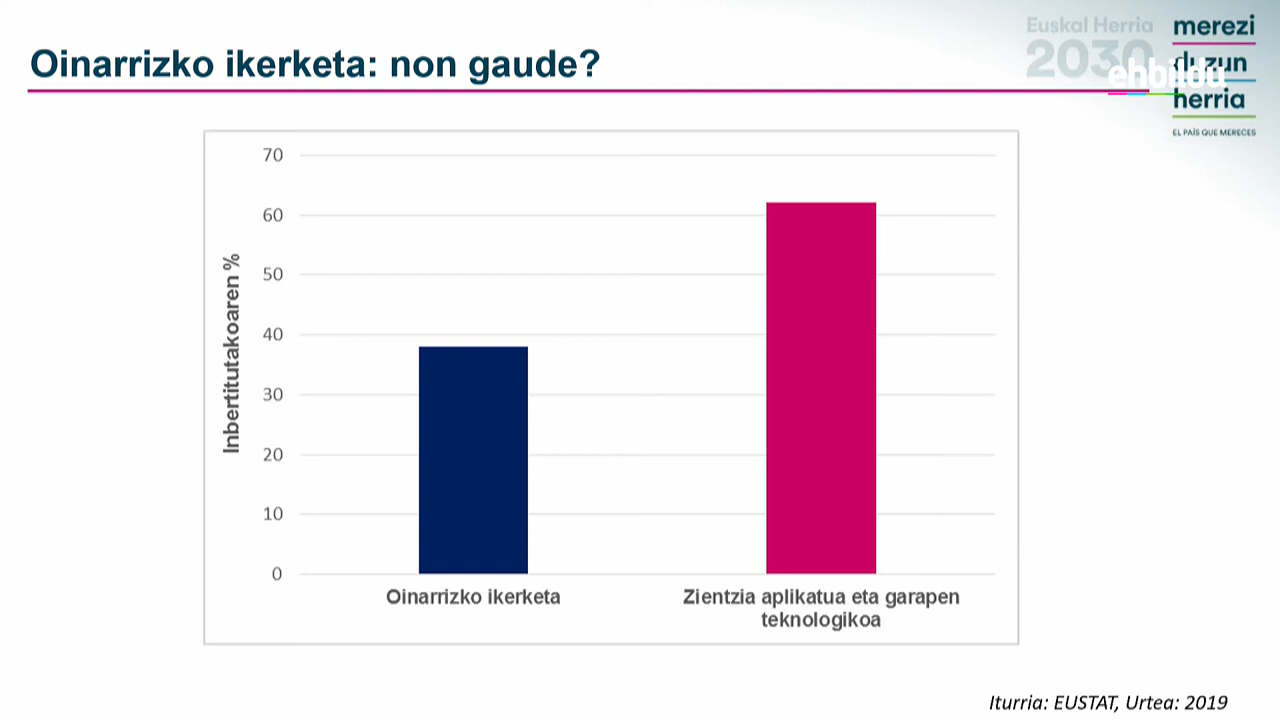 Oinarrizko ikerketa: non gaude?
Euskal Herria
2030
merezi
duzun
herria
EL PAÍS QUE MERECES
ehbildu
Inbertitutakoaren %
70
60
50
40
30
20
10
0
Oinarrizko ikerketa
Zientzia aplikatua eta garapen
teknologikoa
Iturria: EUSTAT, Urtea: 2019